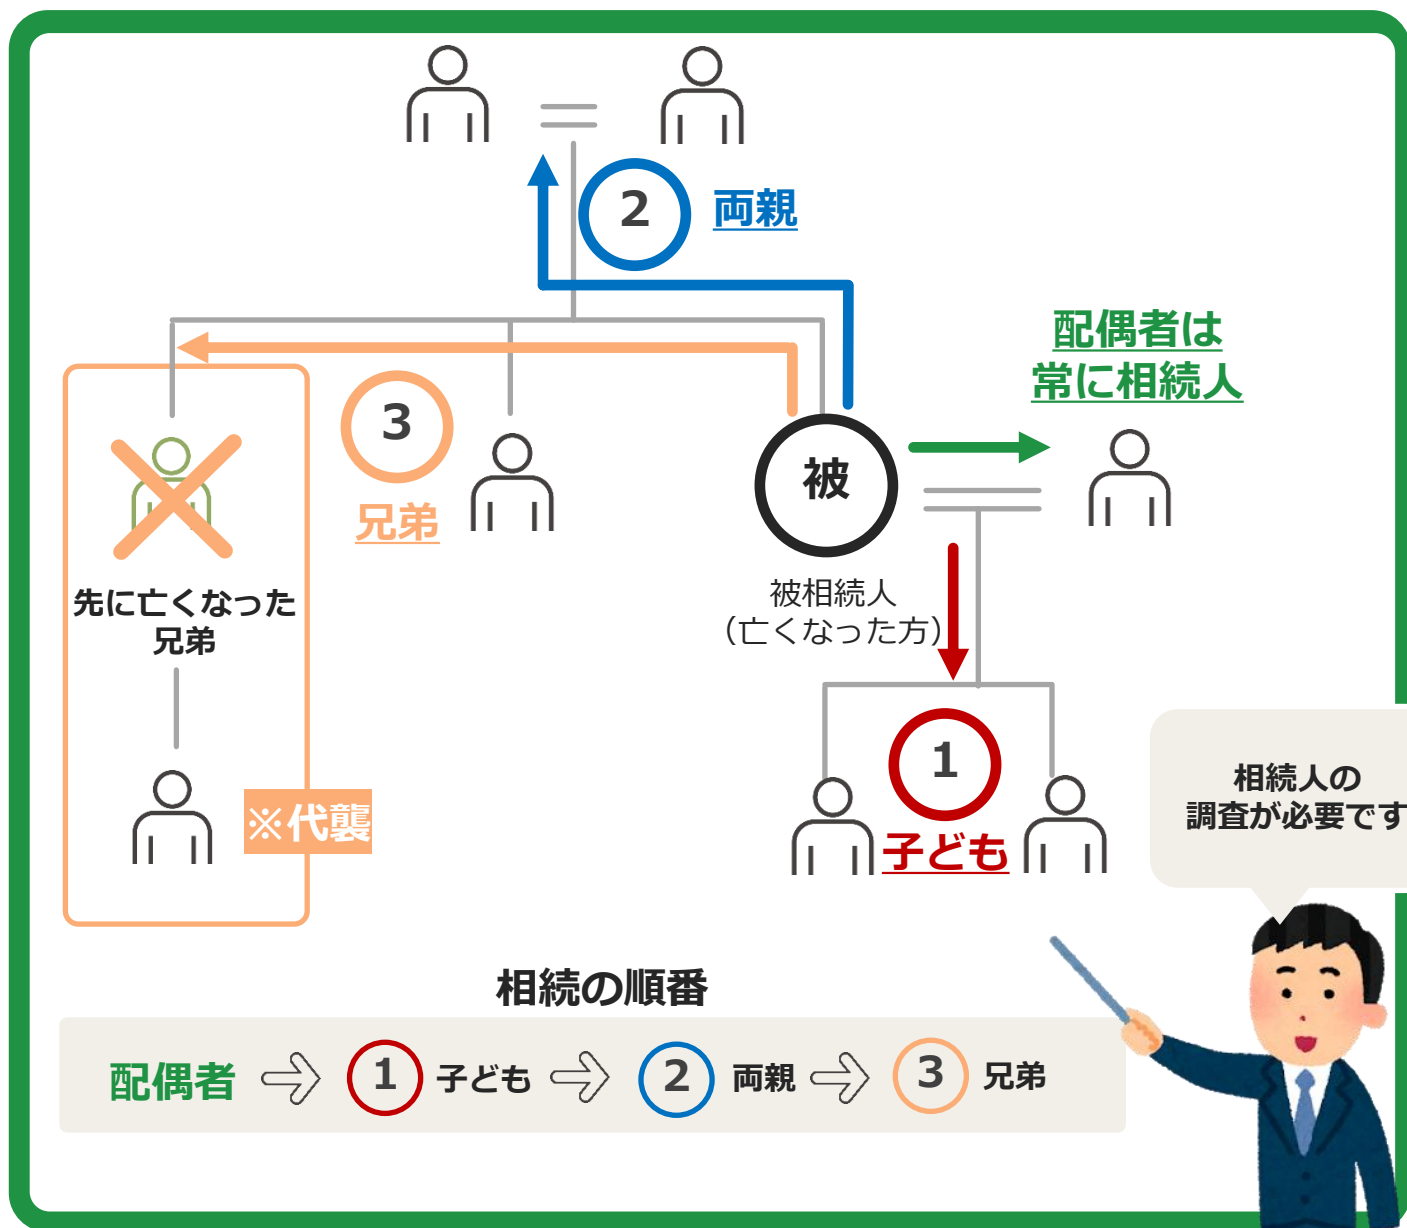 2
両親
配偶者は
常に相続人
3
兄弟
被
被相続人
（亡くなった方）
先に亡くなった
兄弟
※代襲
1
子ども
相続人の
調査が必要です
相続の順番
配偶者 ⇨ 1 子ども ⇨ 2 両親 ⇨ 3 兄弟